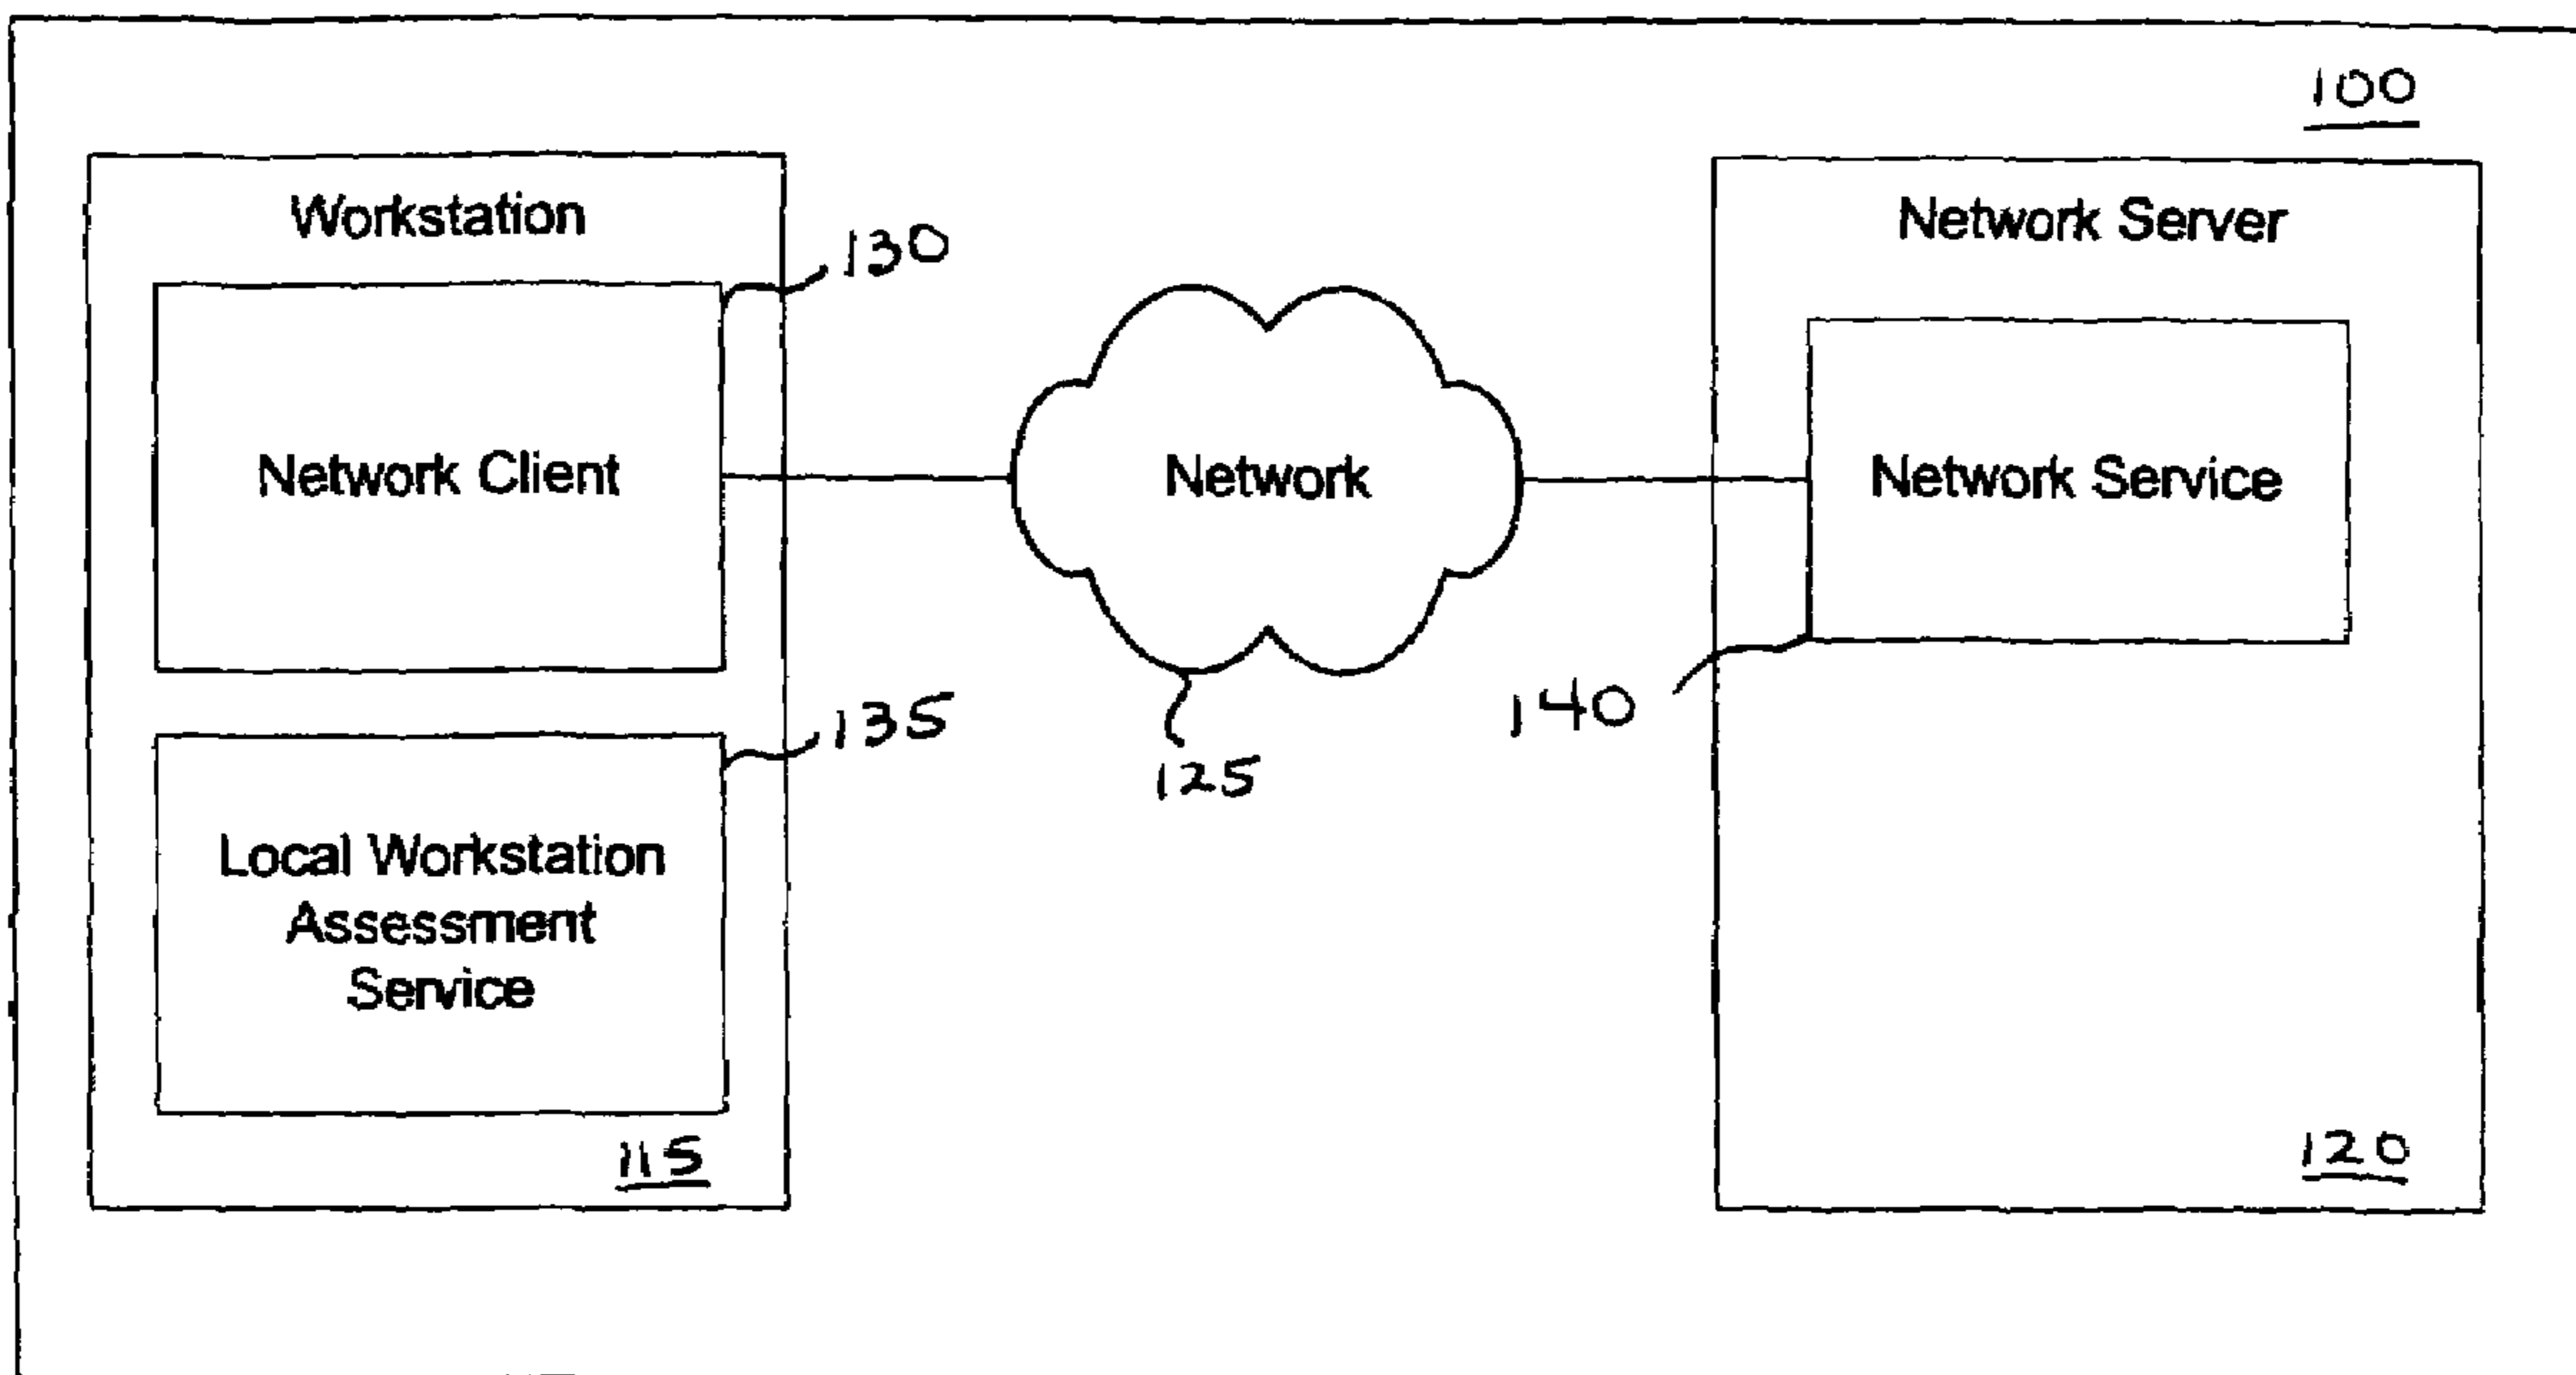 100
Workstation
Network Server
130
Network Client
Network
Network Service
135
140
125
Local Workstation
Assessment
Service
115
120